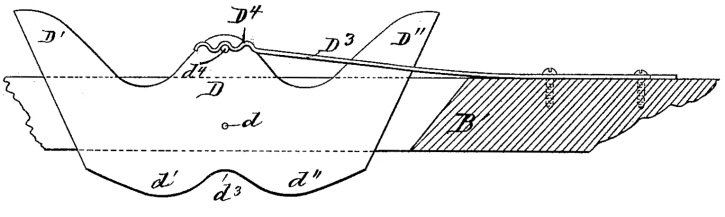 D' D⁴ D³ D"
d⁴
D
d B'
d' d³ d"